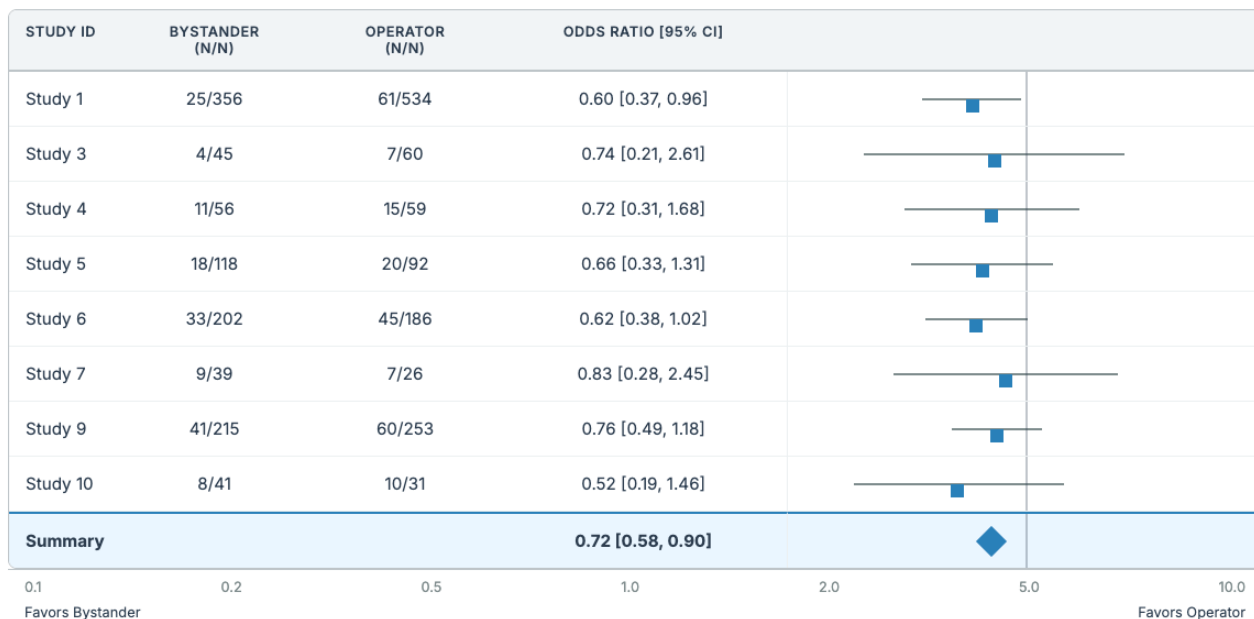 STUDY ID BYSTANDER (N/N) OPERATOR (N/N) ODDS RATIO [95% CI]
Study 1 25/356 61/534 0.60 [0.37, 0.96]
Study 3 4/45 7/60 0.74 [0.21, 2.61]
Study 4 11/56 15/59 0.72 [0.31, 1.68]
Study 5 18/118 20/92 0.66 [0.33, 1.31]
Study 6 33/202 45/186 0.62 [0.38, 1.02]
Study 7 9/39 7/26 0.83 [0.28, 2.45]
Study 9 41/215 60/253 0.76 [0.49, 1.18]
Study 10 8/41 10/31 0.52 [0.19, 1.46]
Summary 0.72 [0.58, 0.90]
0.1 0.2 0.5 1.0 2.0 5.0 10.0
Favors Bystander Favors Operator